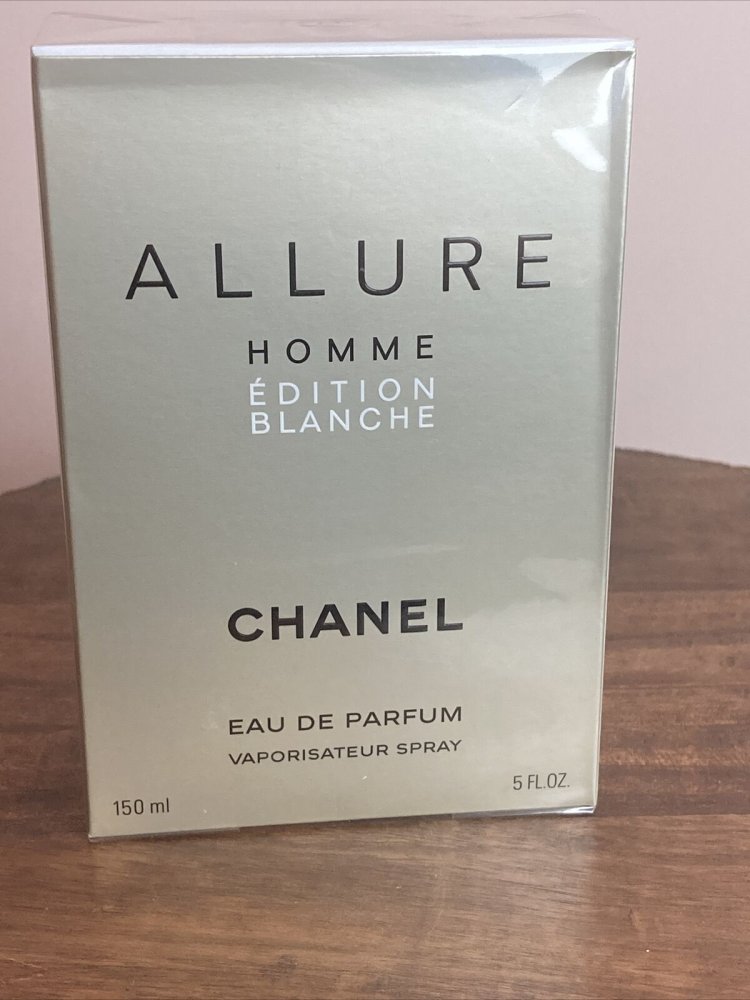 ALLURE
HOMME
ÉDITION
BLANCHE
CHANEL
EAU DE PARFUM
VAPORISATEUR SPRAY
150 ml
5 FL.OZ.